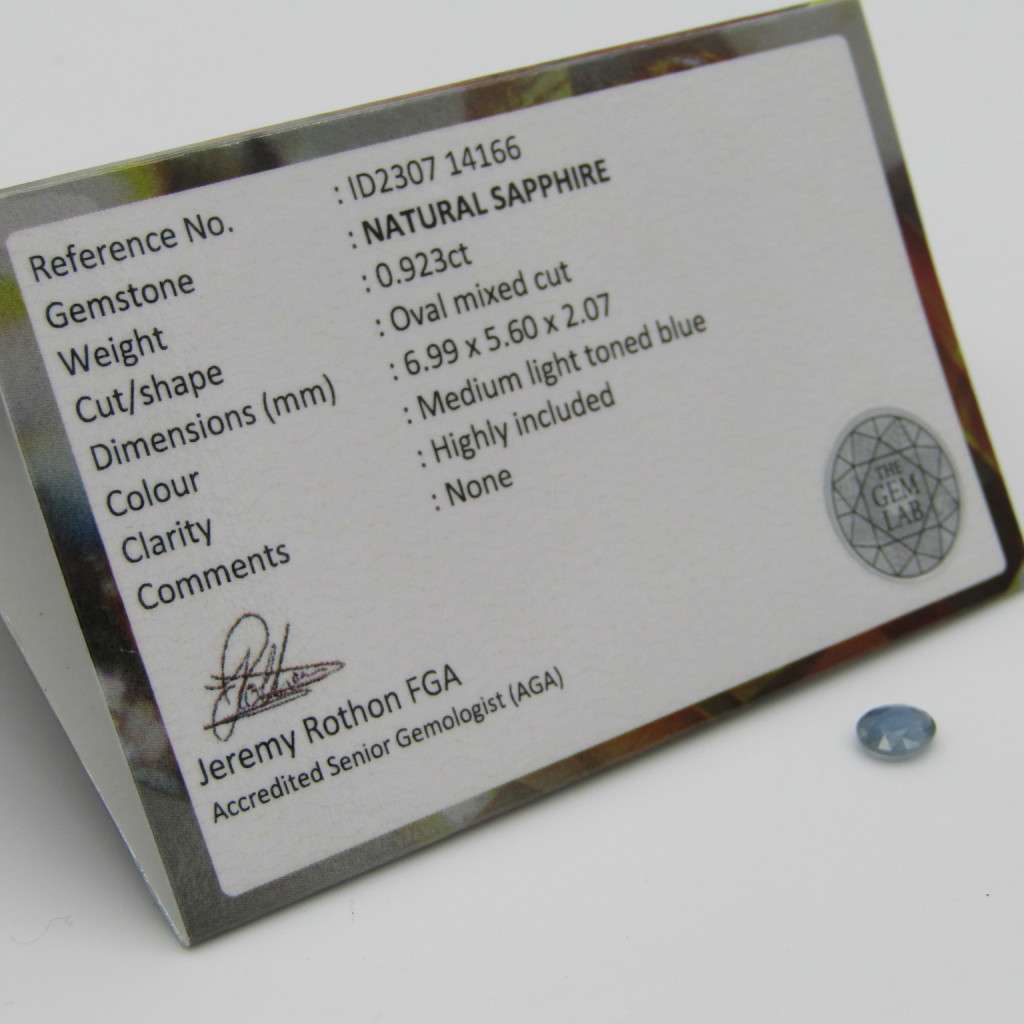 Reference No. : ID2307 14166
Gemstone : NATURAL SAPPHIRE
Weight : 0.923ct
Cut/shape : Oval mixed cut
Dimensions (mm) : 6.99 x 5.60 x 2.07
Colour : Medium light toned blue
Clarity : Highly included
Comments : None
Jeremy Rothon FGA
Accredited Senior Gemologist (AGA)
THE
GEM
LAB